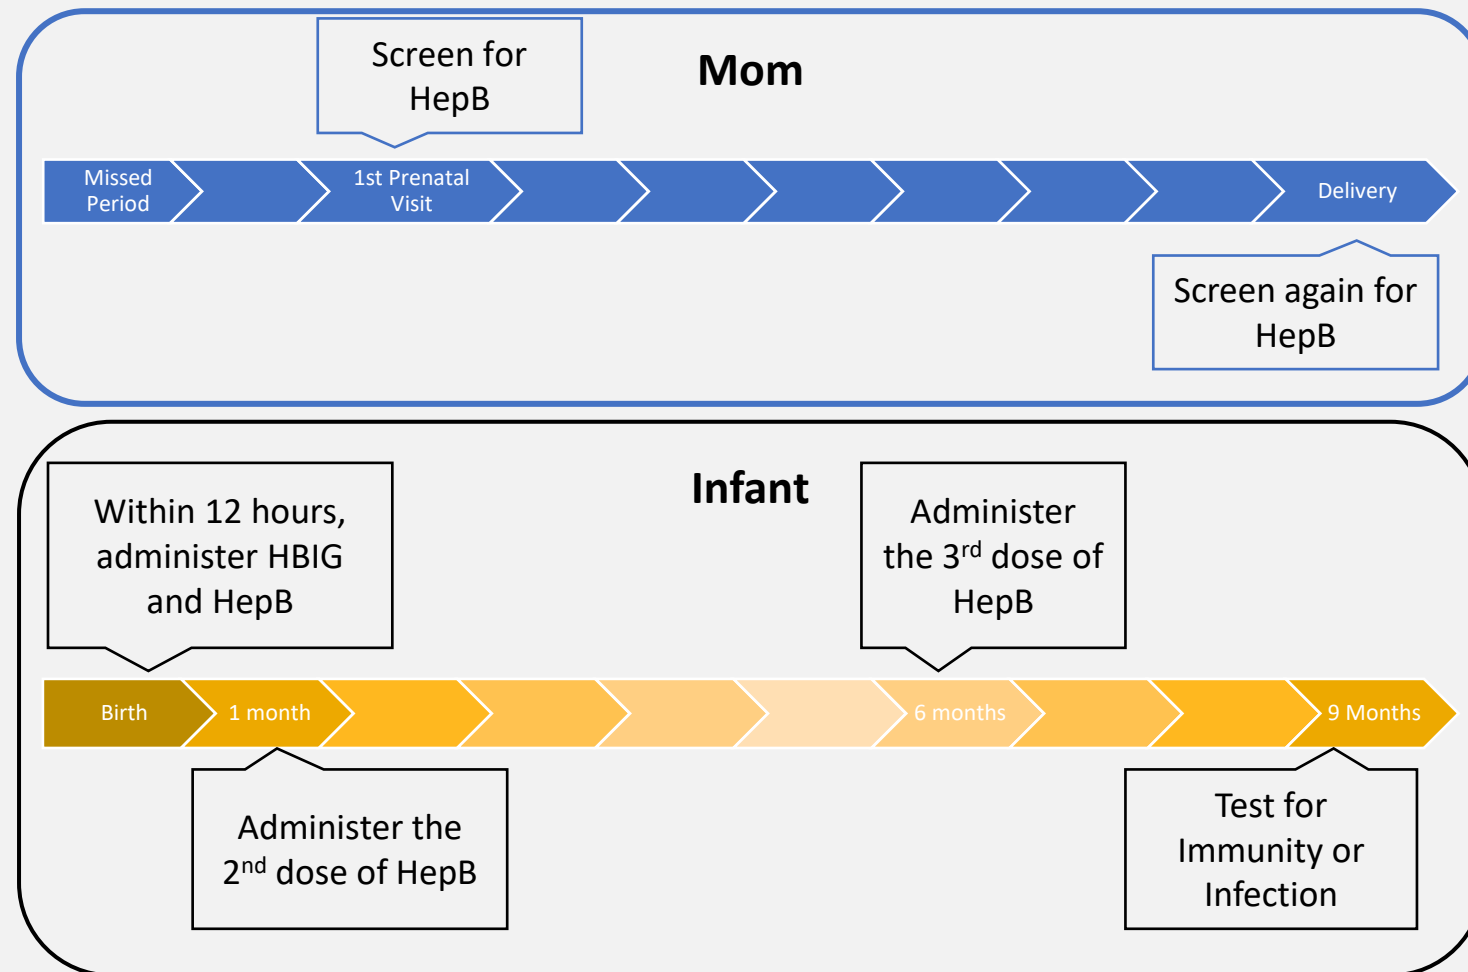 Screen for
HepB
Mom
Missed
Period
1st Prenatal
Visit
Delivery
Screen again for
HepB
Infant
Within 12 hours,
administer HBIG
and HepB
Administer
the 3rd dose of
HepB
Birth
1 month
6 months
9 Months
Administer the
2nd dose of HepB
Test for
Immunity or
Infection